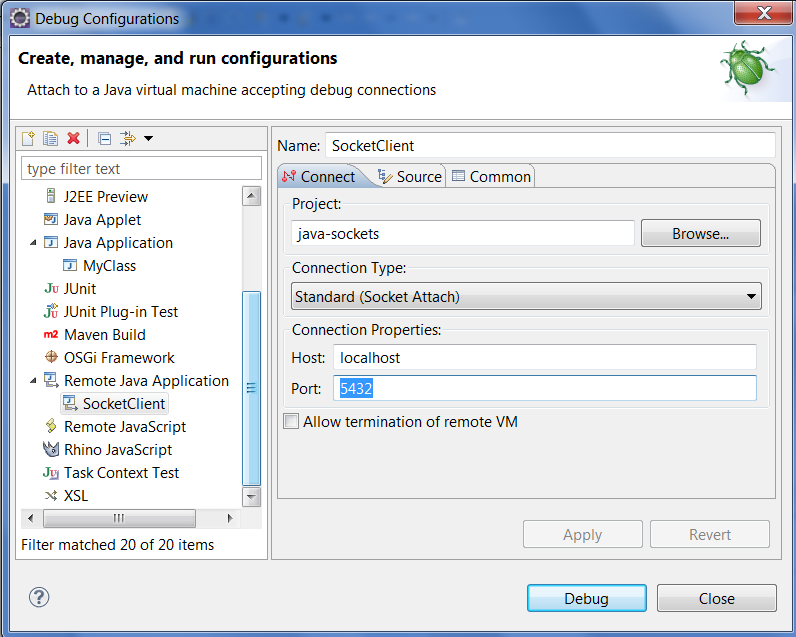 Debug Configurations
Create, manage, and run configurations
Attach to a Java virtual machine accepting debug connections
type filter text
J2EE Preview
Java Applet
Java Application
MyClass
Ju JUnit
JUnit Plug-in Test
m2 Maven Build
OSGi Framework
Remote Java Application
SocketClient
Remote JavaScript
Rhino JavaScript
Ju Task Context Test
XSL
Filter matched 20 of 20 items
Name: SocketClient
Connect Source Common
Project:
java-sockets Browse...
Connection Type:
Standard (Socket Attach)
Connection Properties:
Host: localhost
Port: 5432
Allow termination of remote VM
Apply Revert
? Debug Close